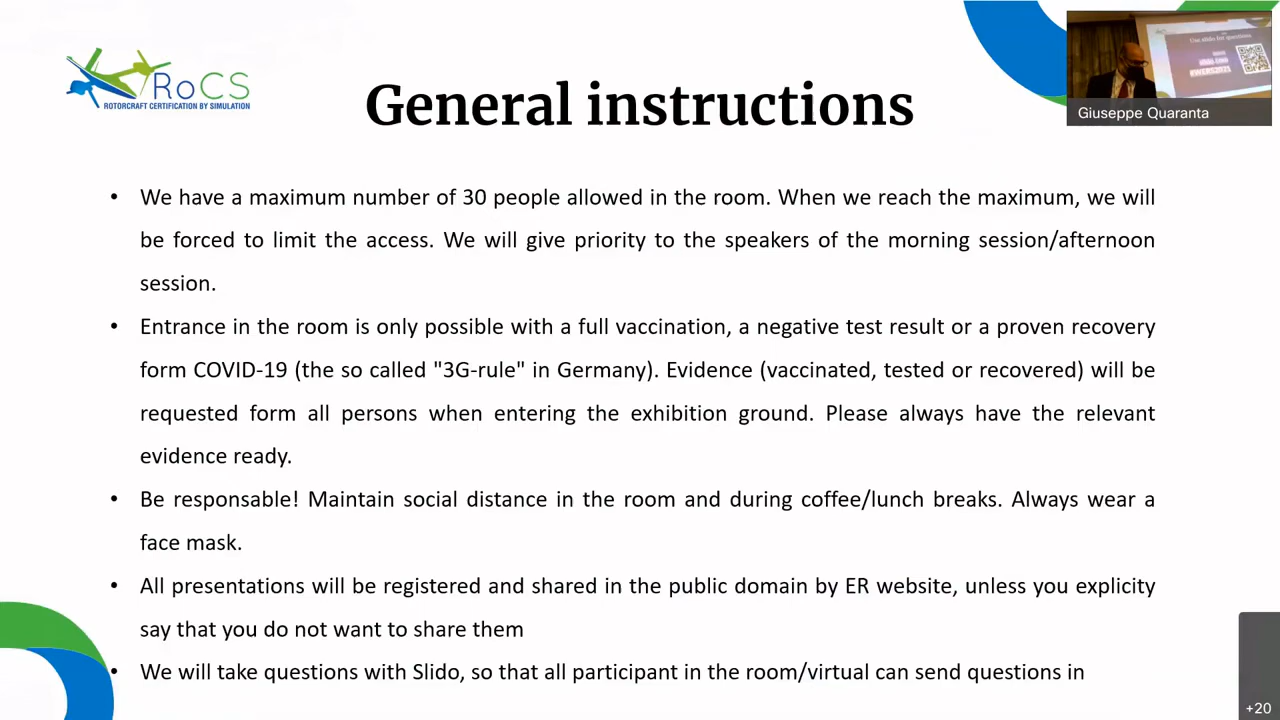 RoCS
ROTORCRAFT CERTIFICATION BY SIMULATION
General instructions
Use slido for questions
#WERS2021
Giuseppe Quaranta
• We have a maximum number of 30 people allowed in the room. When we reach the maximum, we will
be forced to limit the access. We will give priority to the speakers of the morning session/afternoon
session.
• Entrance in the room is only possible with a full vaccination, a negative test result or a proven recovery
form COVID-19 (the so called "3G-rule" in Germany). Evidence (vaccinated, tested or recovered) will be
requested form all persons when entering the exhibition ground. Please always have the relevant
evidence ready.
• Be responsable! Maintain social distance in the room and during coffee/lunch breaks. Always wear a
face mask.
• All presentations will be registered and shared in the public domain by ER website, unless you explicity
say that you do not want to share them
• We will take questions with Slido, so that all participant in the room/virtual can send questions in
+20